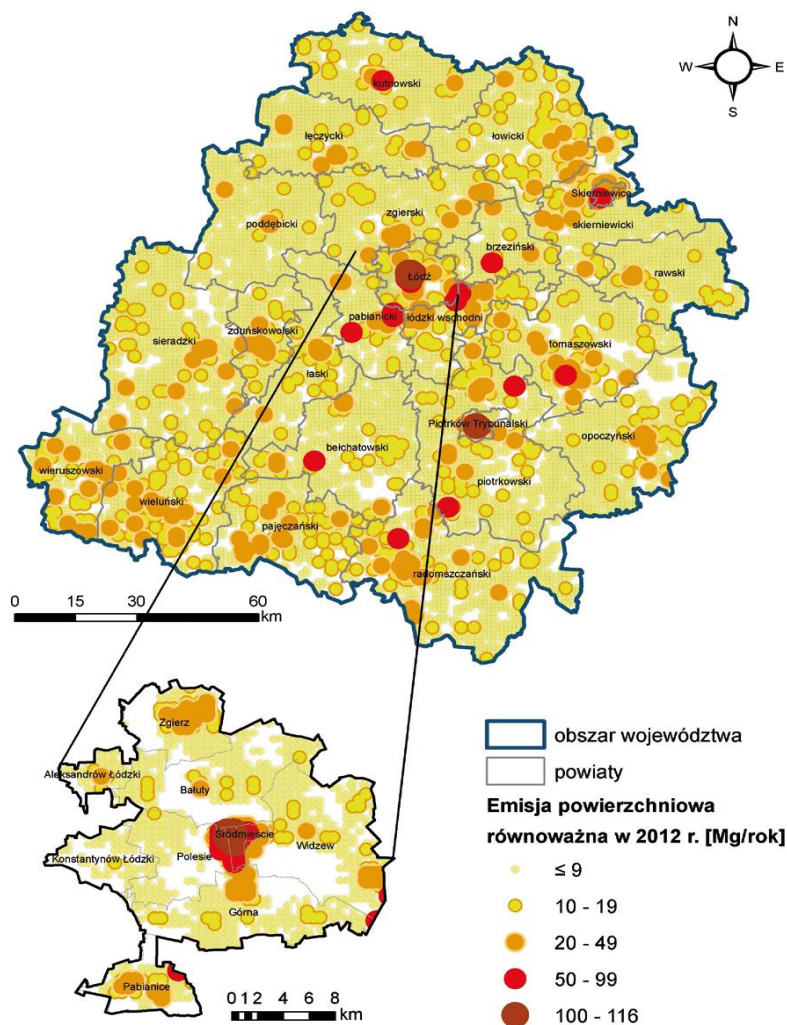 N
W E
S
kutnowski
łęczycki
łowicki
Skierniewice
zgierski
skierniewicki
poddębicki
brzeziński
rawski
Łódź
pabianicki
łódzki wschodni
zduńskowolski
sieradzki
tomaszowski
łaski
Piotrków Trybunalski
opoczyński
bełchatowski
wieruszowski
piotrkowski
wieluński
pajęczański
radomszczański
0 15 30 60
km
Zgierz
Aleksandrów Łódzki
Bałuty
Śródmieście
Widzew
Konstantynów Łódzki
Polesie
Górna
Pabianice
0 1 2 4 6 8
km
obszar województwa
powiaty
Emisja powierzchniowa
równoważna w 2012 r. [Mg/rok]
≤ 9
10 - 19
20 - 49
50 - 99
100 - 116